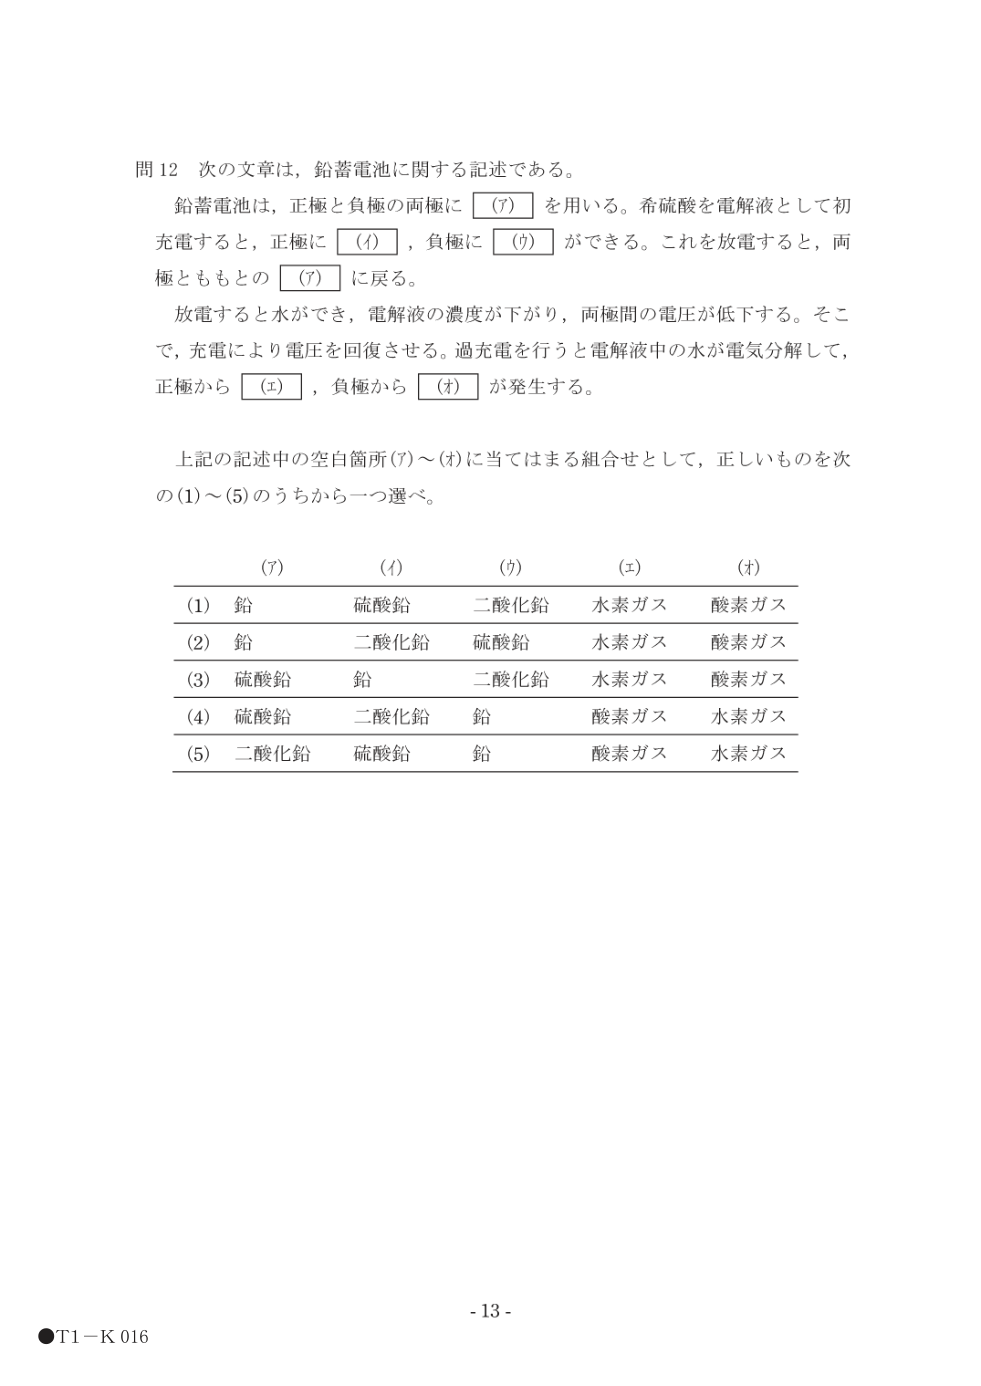 問 12　次の文章は，鉛蓄電池に関する記述である。
鉛蓄電池は，正極と負極の両極に (ｱ) を用いる。希硫酸を電解液として初
充電すると，正極に (ｲ) ，負極に (ｳ) ができる。これを放電すると，両
極とももとの (ｱ) に戻る。
放電すると水ができ，電解液の濃度が下がり，両極間の電圧が低下する。そこ
で，充電により電圧を回復させる。過充電を行うと電解液中の水が電気分解して，
正極から (ｴ) ，負極から (ｵ) が発生する。
上記の記述中の空白箇所(ｱ)～(ｵ)に当てはまる組合せとして，正しいものを次
の(1)～(5)のうちから一つ選べ。
(ｱ) (ｲ) (ｳ) (ｴ) (ｵ)
(1) 鉛 硫酸鉛 二酸化鉛 水素ガス 酸素ガス
(2) 鉛 二酸化鉛 硫酸鉛 水素ガス 酸素ガス
(3) 硫酸鉛 鉛 二酸化鉛 水素ガス 酸素ガス
(4) 硫酸鉛 二酸化鉛 鉛 酸素ガス 水素ガス
(5) 二酸化鉛 硫酸鉛 鉛 酸素ガス 水素ガス
- 13 -
●T1－K 016